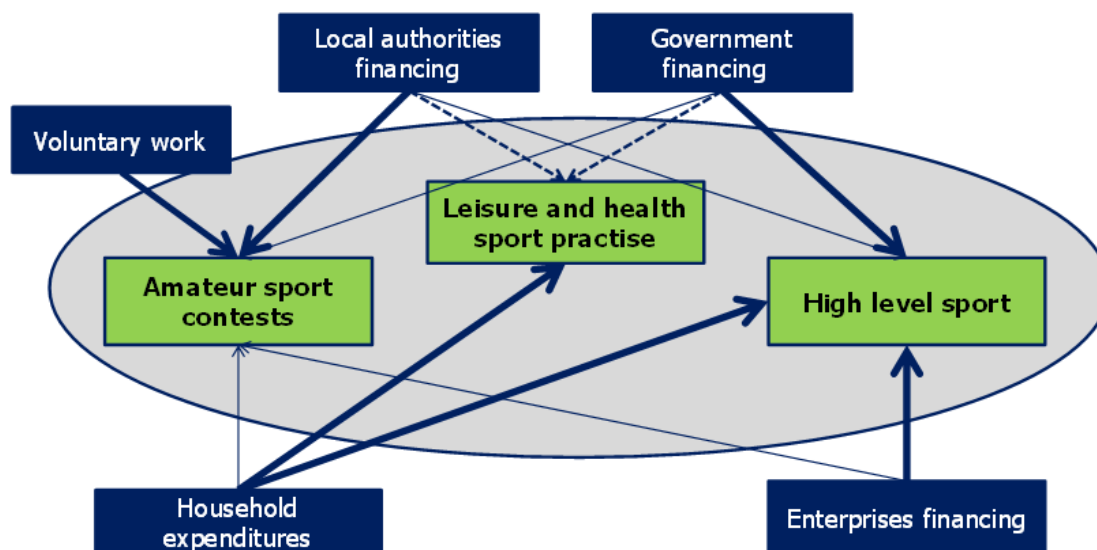 Local authorities
financing
Government
financing
Voluntary work
Leisure and health
sport practise
Amateur sport
contests
High level sport
Household
expenditures
Enterprises financing